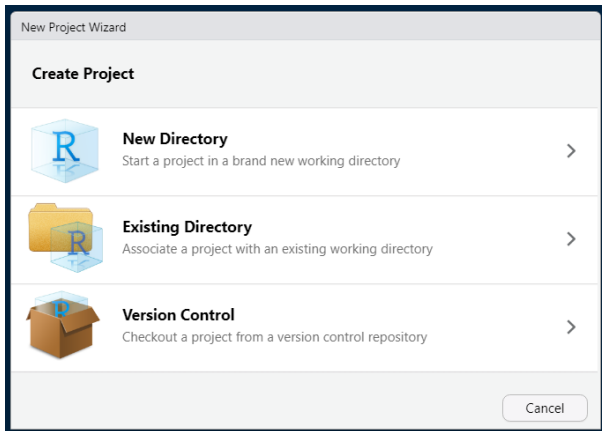 New Project Wizard
Create Project
R
New Directory
Start a project in a brand new working directory
R
Existing Directory
Associate a project with an existing working directory
R
Version Control
Checkout a project from a version control repository
Cancel